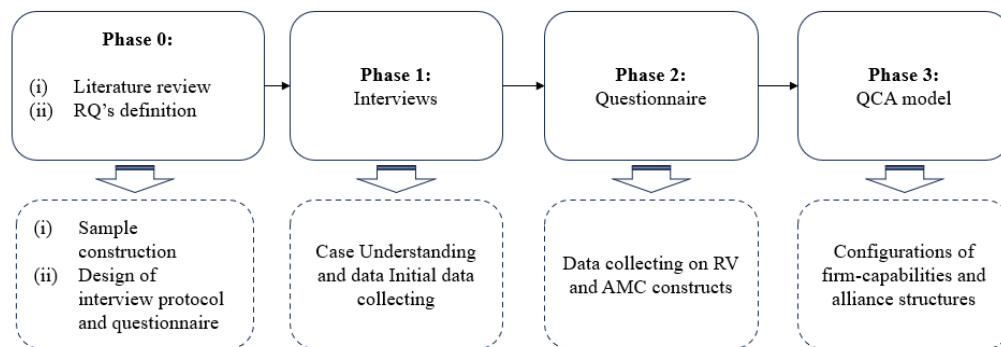 Phase 0:
(i) Literature review
(ii) RQ's definition
Phase 1:
Interviews
Phase 2:
Questionnaire
Phase 3:
QCA model
(i) Sample
construction
(ii) Design of
interview protocol
and questionnaire
Case Understanding
and data Initial data
collecting
Data collecting on RV
and AMC constructs
Configurations of
firm-capabilities and
alliance structures